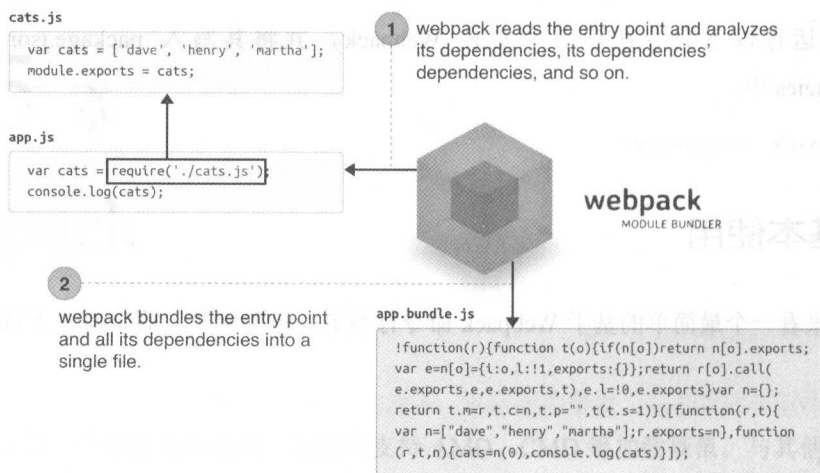 cats.js
var cats = ['dave', 'henry', 'martha'];
module.exports = cats;
1
webpack reads the entry point and analyzes
its dependencies, its dependencies'
dependencies, and so on.
app.js
var cats = require('./cats.js');
console.log(cats);
webpack
MODULE BUNDLER
2
webpack bundles the entry point
and all its dependencies into a
single file.
app.bundle.js
!function(r){function t(o){if(n[o])return n[o].exports;
var e=n[o]={i:o,l:!1,exports:{}};return r[o].call(
e.exports,e,e.exports,t),e.l=!0,e.exports}var n={};
return t.m=r,t.c=n,t.p="",t(t.s=1)}([function(r,t){
var n=["dave","henry","martha"];r.exports=n},function
(r,t,n){cats=n(0),console.log(cats)}]);